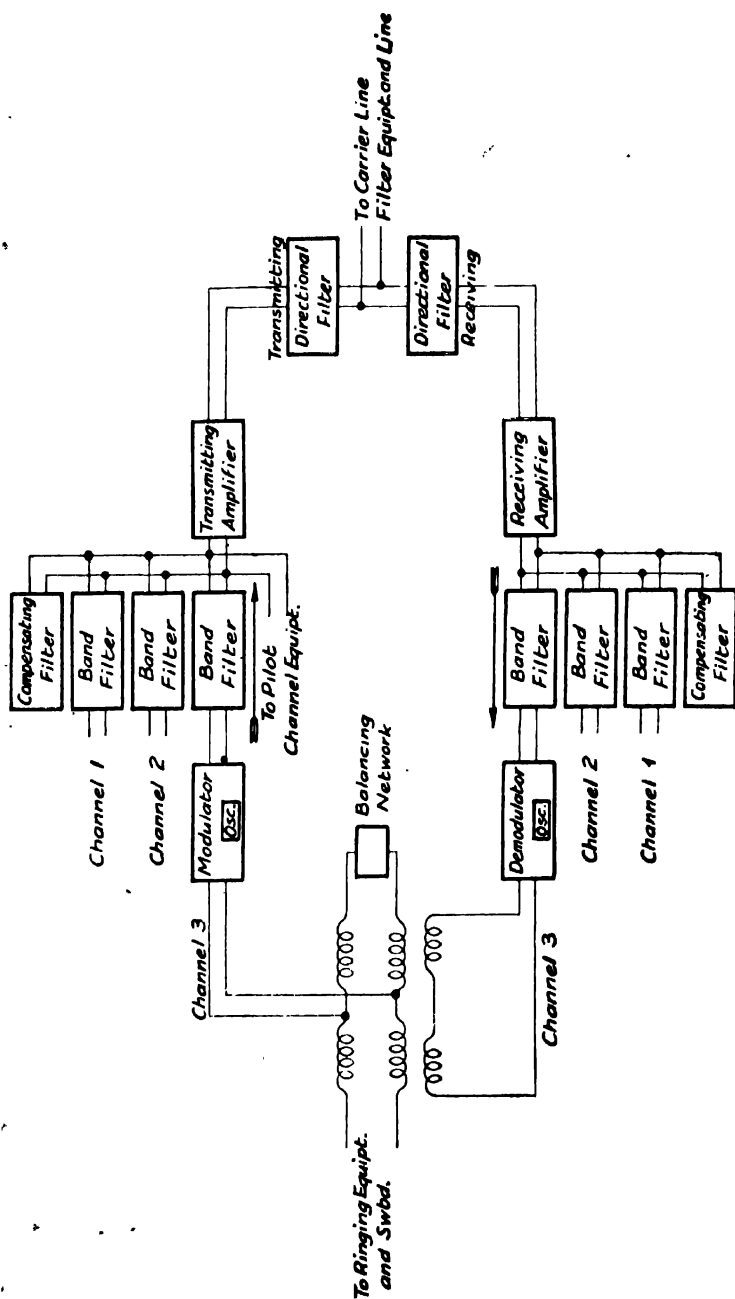 Compensating
Filter
Channel 1
Band
Filter
Channel 2
Band
Filter
Channel 3
Modulator
Osc.
Band
Filter
Transmitting
Amplifier
To Pilot
Channel Equipt.
Transmitting
Directional
Filter
To Ringing Equipt.
and Swbd.
Balancing
Network
To Carrier Line
Filter Equipt. and Line
Directional
Filter
Receiving
Channel 3
Demodulator
Osc.
Band
Filter
Receiving
Amplifier
Channel 2
Band
Filter
Channel 1
Band
Filter
Compensating
Filter